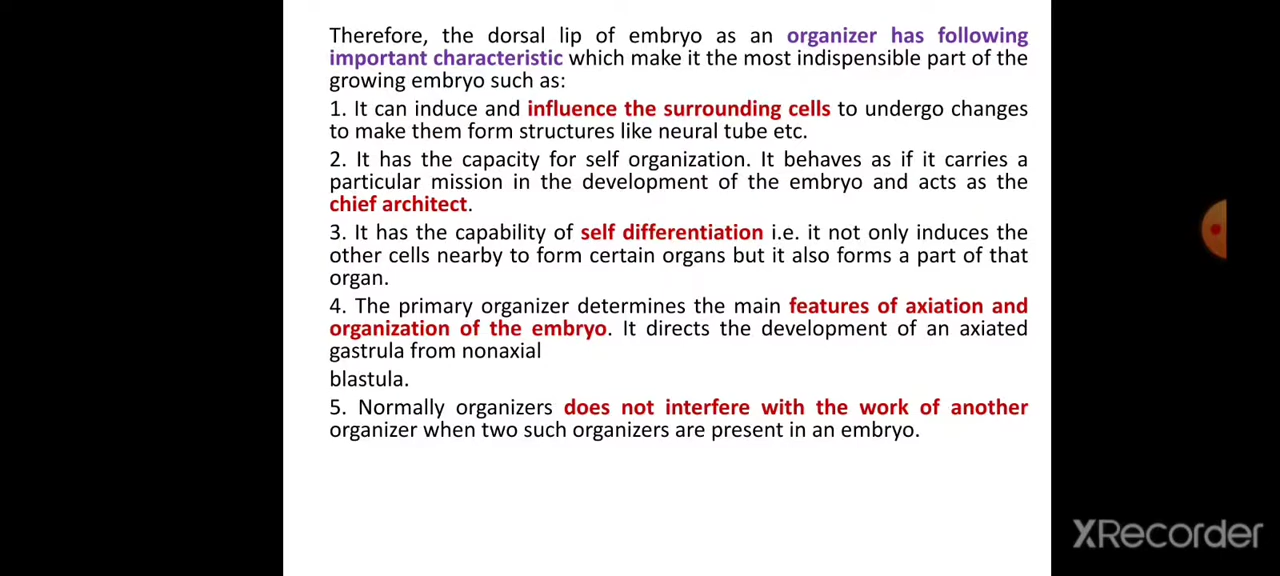 Therefore, the dorsal lip of embryo as an organizer has following
important characteristic which make it the most indispensible part of the
growing embryo such as:
1. It can induce and influence the surrounding cells to undergo changes
to make them form structures like neural tube etc.
2. It has the capacity for self organization. It behaves as if it carries a
particular mission in the development of the embryo and acts as the
chief architect.
3. It has the capability of self differentiation i.e. it not only induces the
other cells nearby to form certain organs but it also forms a part of that
organ.
4. The primary organizer determines the main features of axiation and
organization of the embryo. It directs the development of an axiated
gastrula from nonaxial
blastula.
5. Normally organizers does not interfere with the work of another
organizer when two such organizers are present in an embryo.
XRecorder